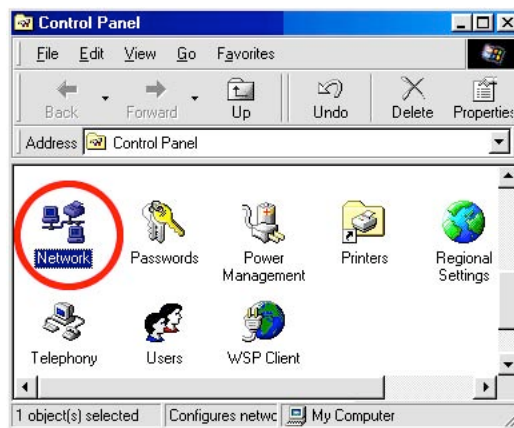 Control Panel
File Edit View Go Favorites
Back Forward Up Undo Delete Properties
Address Control Panel
Network Passwords Power Management Printers Regional Settings
Telephony Users WSP Client
1 object(s) selected Configures netwc My Computer